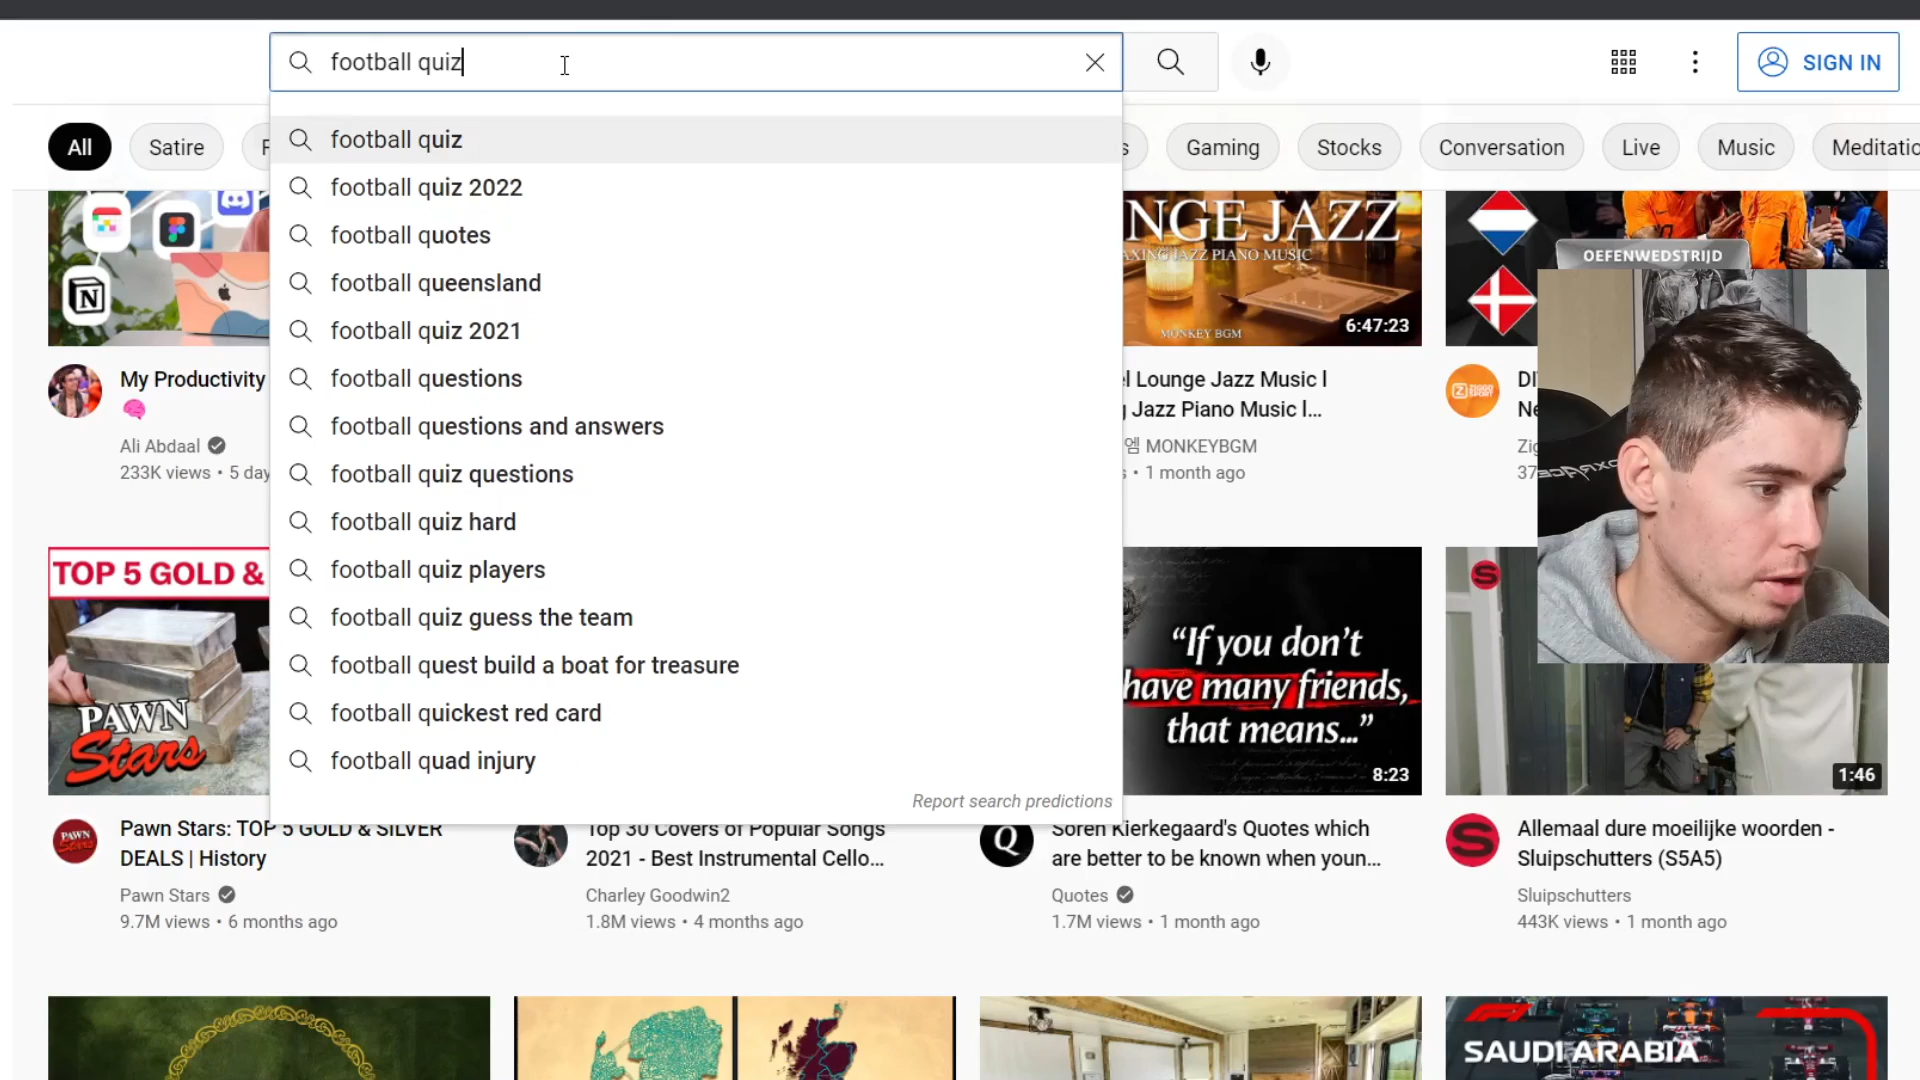 football quiz
SIGN IN
All
Satire
Gaming
Stocks
Conversation
Live
Music
football quiz
football quiz 2022
football quotes
football queensland
football quiz 2021
football questions
football questions and answers
football quiz questions
football quiz hard
football quiz players
football quiz guess the team
football quest build a boat for treasure
football quickest red card
football quad injury
Report search predictions
N
NGE JAZZ
JAZZ PIANO MUSIC
MONKEY BGM
6:47:23
OEFENWEDSTRIJD
My Productivity
Ali Abdaal
233K views • 5 day
l Lounge Jazz Music l
Jazz Piano Music l...
엠 MONKEYBGM
• 1 month ago
ZIGGO SPORT
TOP 5 GOLD &
PAWN
Stars
“If you don’t
have many friends,
that means...”
8:23
S
1:46
PAWN Stars
Pawn Stars: TOP 5 GOLD & SILVER
DEALS | History
Pawn Stars
9.7M views • 6 months ago
Top 30 Covers of Popular Songs
2021 - Best Instrumental Cello...
Charley Goodwin2
1.8M views • 4 months ago
Q
Soren Kierkegaard's Quotes which
are better to be known when youn...
Quotes
1.7M views • 1 month ago
S
Allemaal dure moeilijke woorden -
Sluipschutters (S5A5)
Sluipschutters
443K views • 1 month ago
SAUDI ARABIA